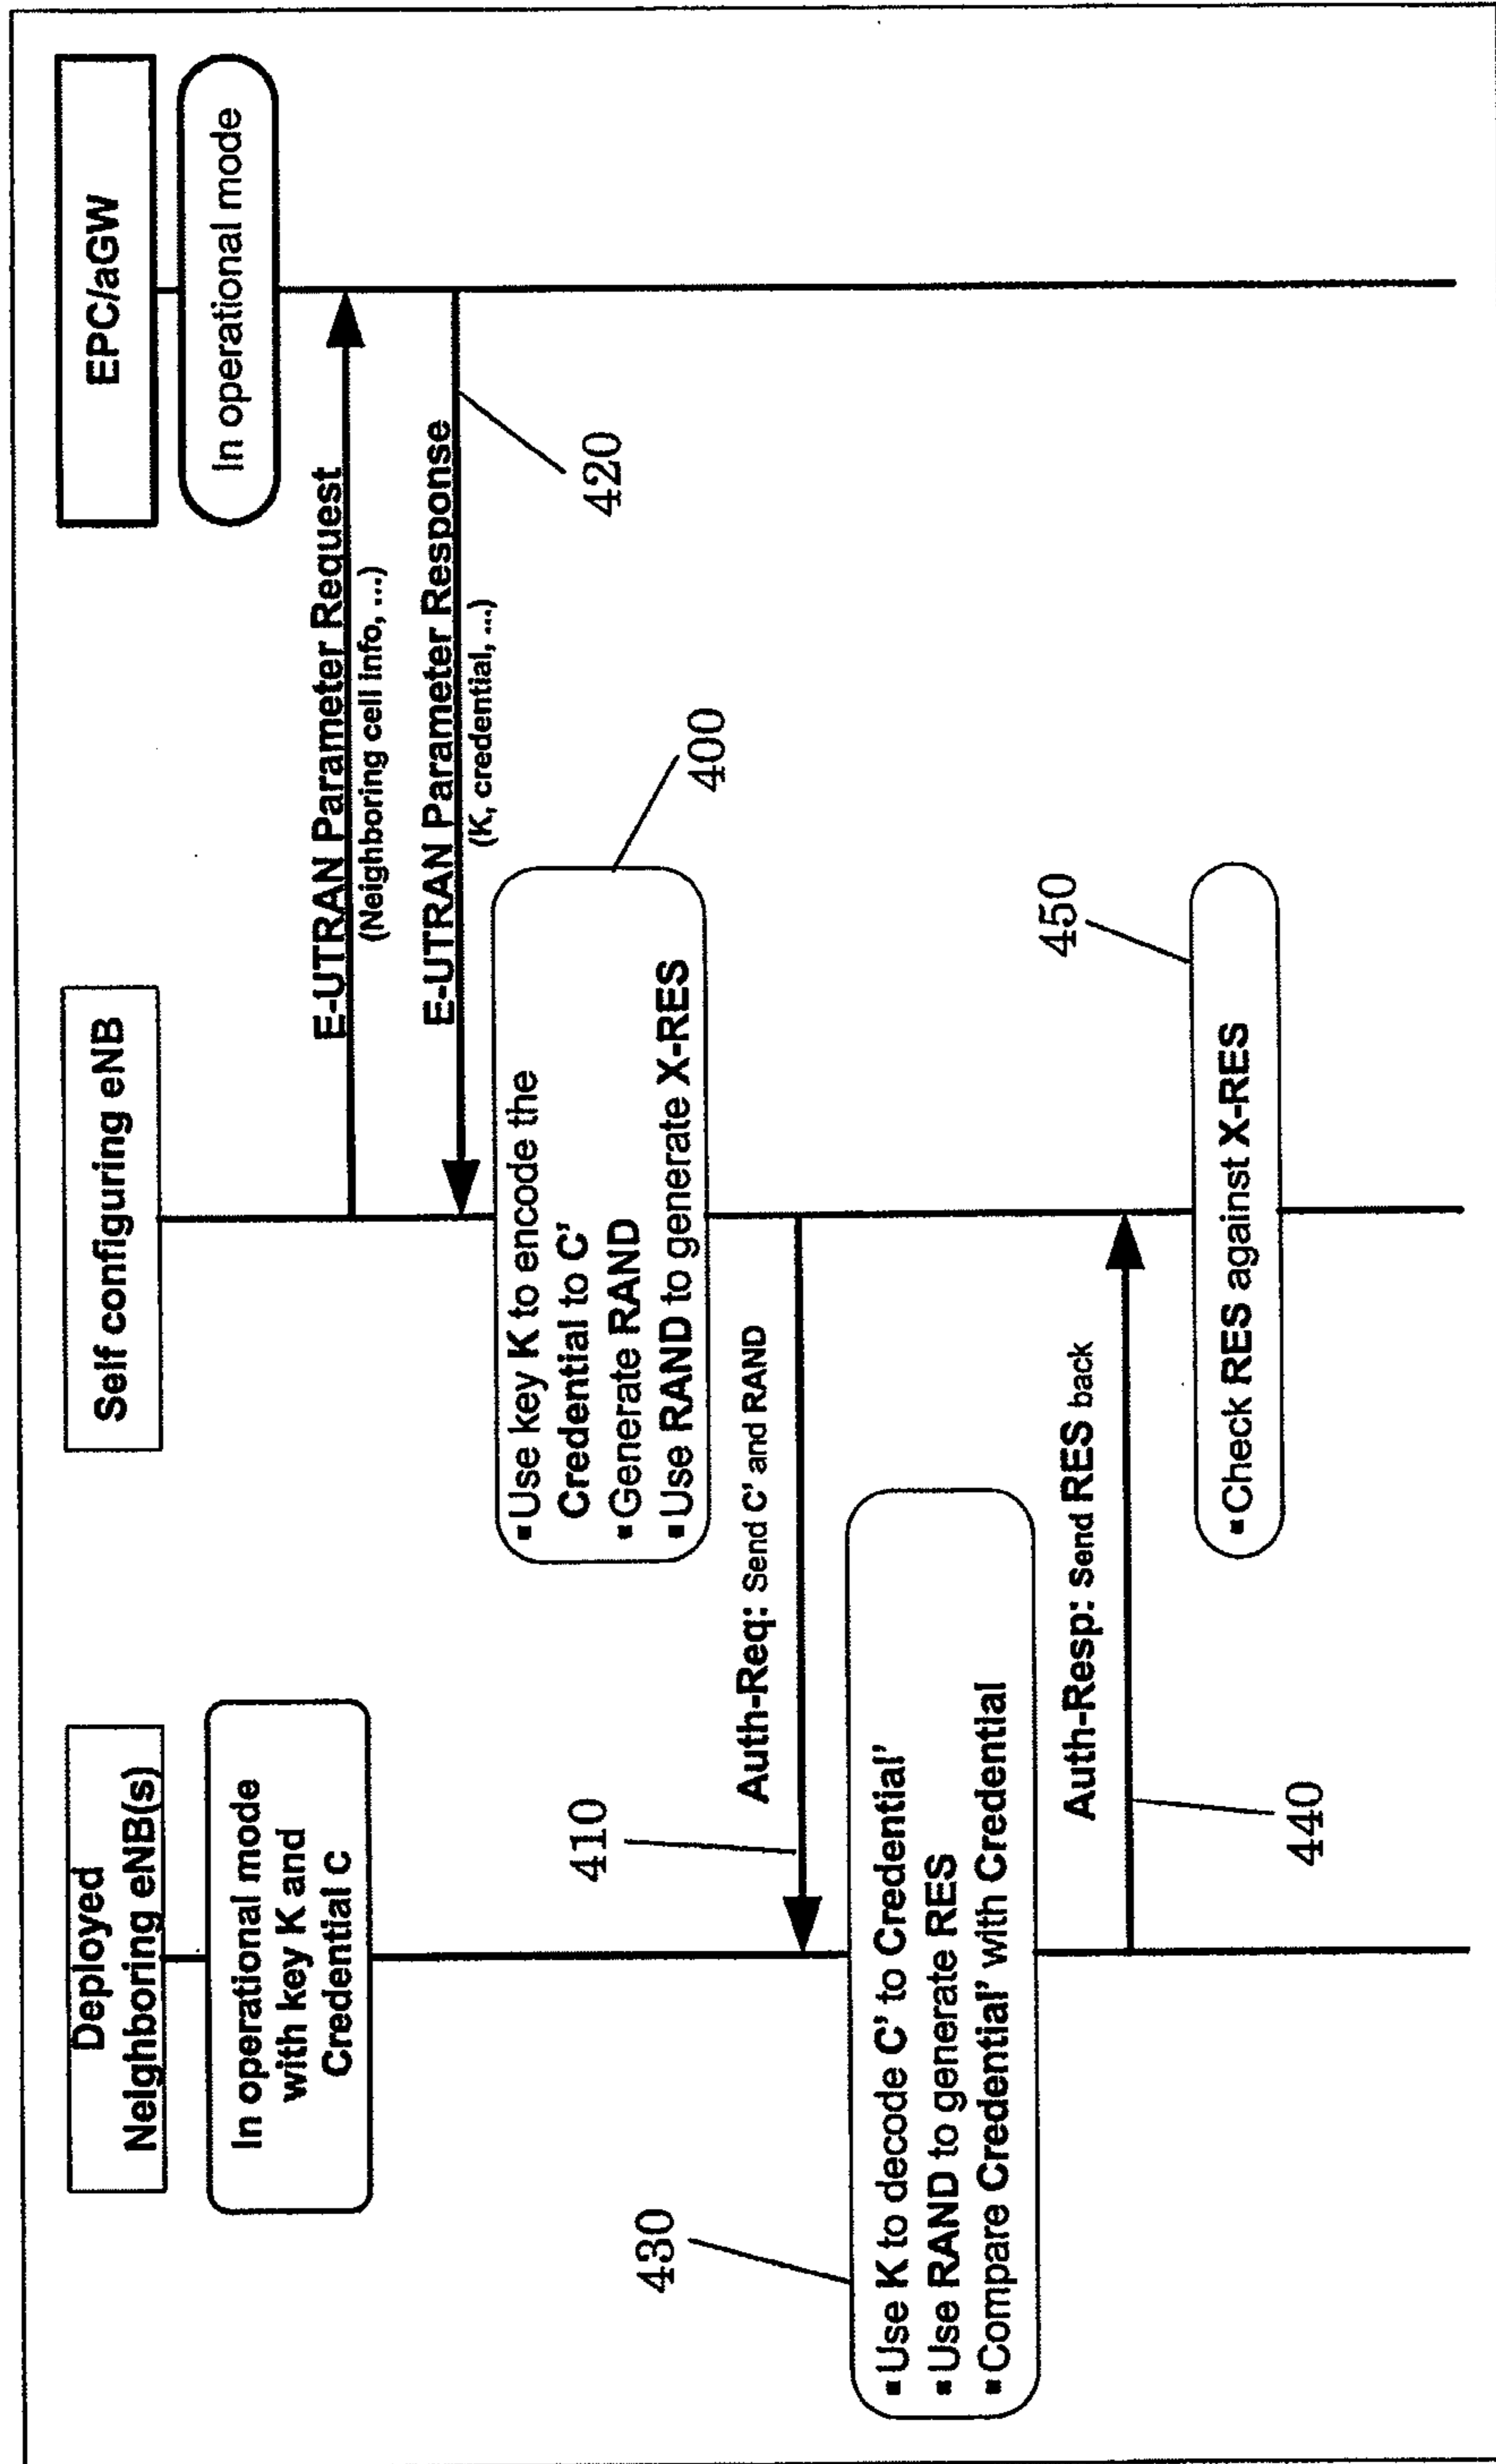 Deployed
Neighboring eNB(s)
Self configuring eNB
EPC/aGW
In operational mode
with key K and
Credential C
In operational mode
E-UTRAN Parameter Request
(Neighboring cell info, ...)
E-UTRAN Parameter Response
(K, credential, ...)
420
400
▪Use key K to encode the
Credential to C'
▪Generate RAND
▪Use RAND to generate X-RES
Auth-Req: Send C' and RAND
410
430
▪Use K to decode C' to Credential'
▪Use RAND to generate RES
▪Compare Credential' with Credential
Auth-Resp: Send RES back
440
450
▪Check RES against X-RES